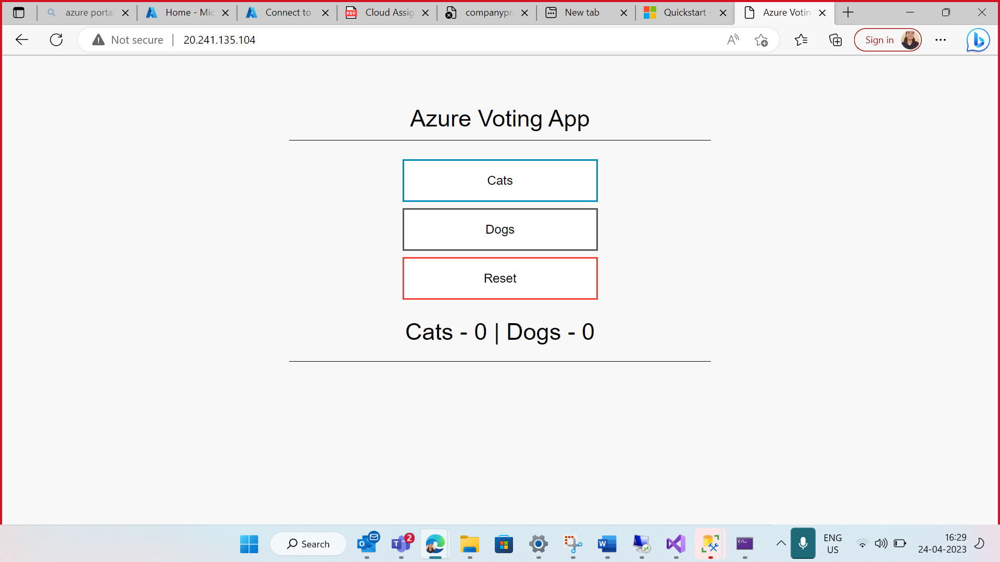 azure porta
Home - Mic
Connect to
Cloud Assig
companypr
New tab
Quickstart -
Azure Votin
Not secure
20.241.135.104
Sign in
Azure Voting App
Cats
Dogs
Reset
Cats - 0 | Dogs - 0
Search
2
ENG
US
16:29
24-04-2023